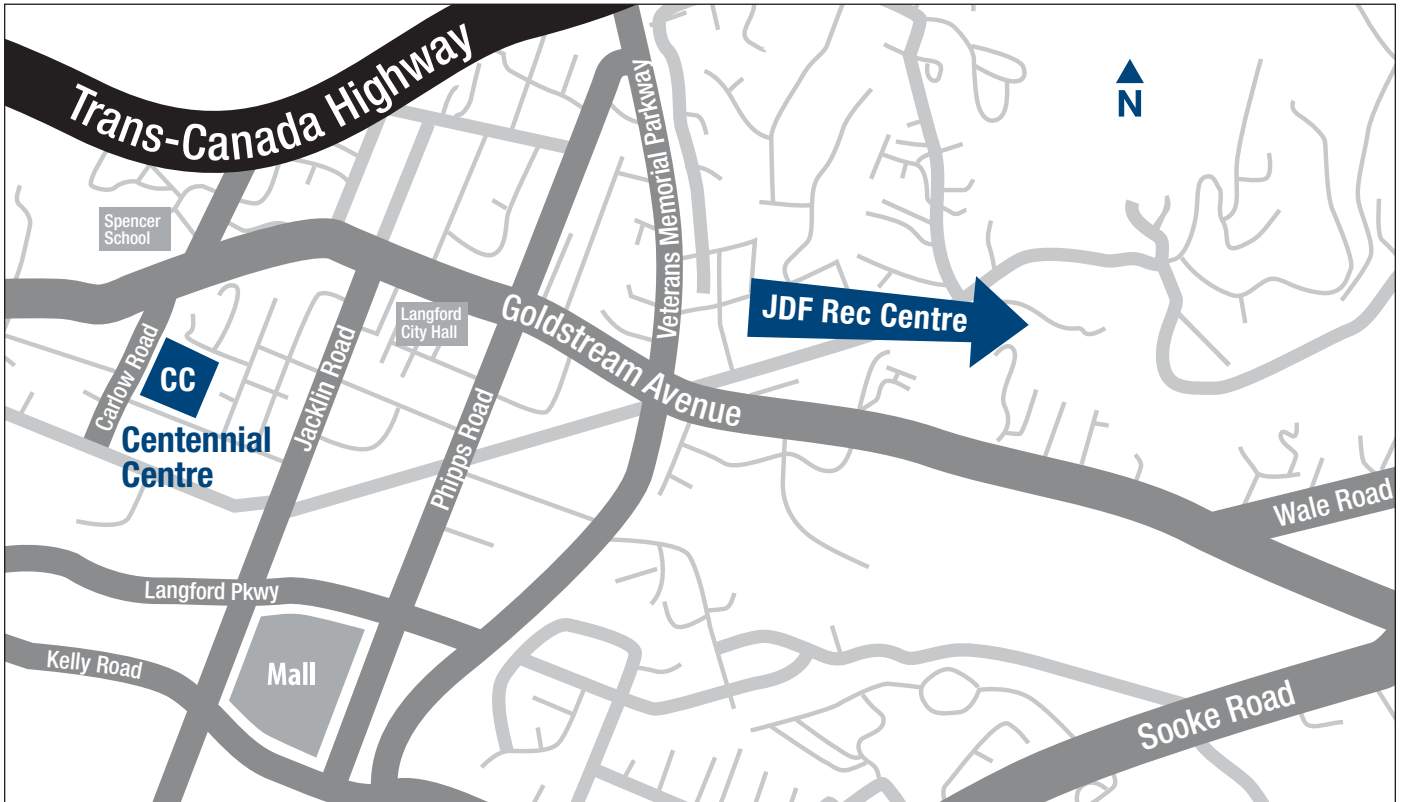 Trans-Canada Highway
N
Veterans Memorial Parkway
Spencer
School
JDF Rec Centre
Langford
City Hall
Goldstream Avenue
Carlow Road
CC
Centennial
Centre
Jacklin Road
Phipps Road
Wale Road
Langford Pkwy
Kelly Road
Mall
Sooke Road